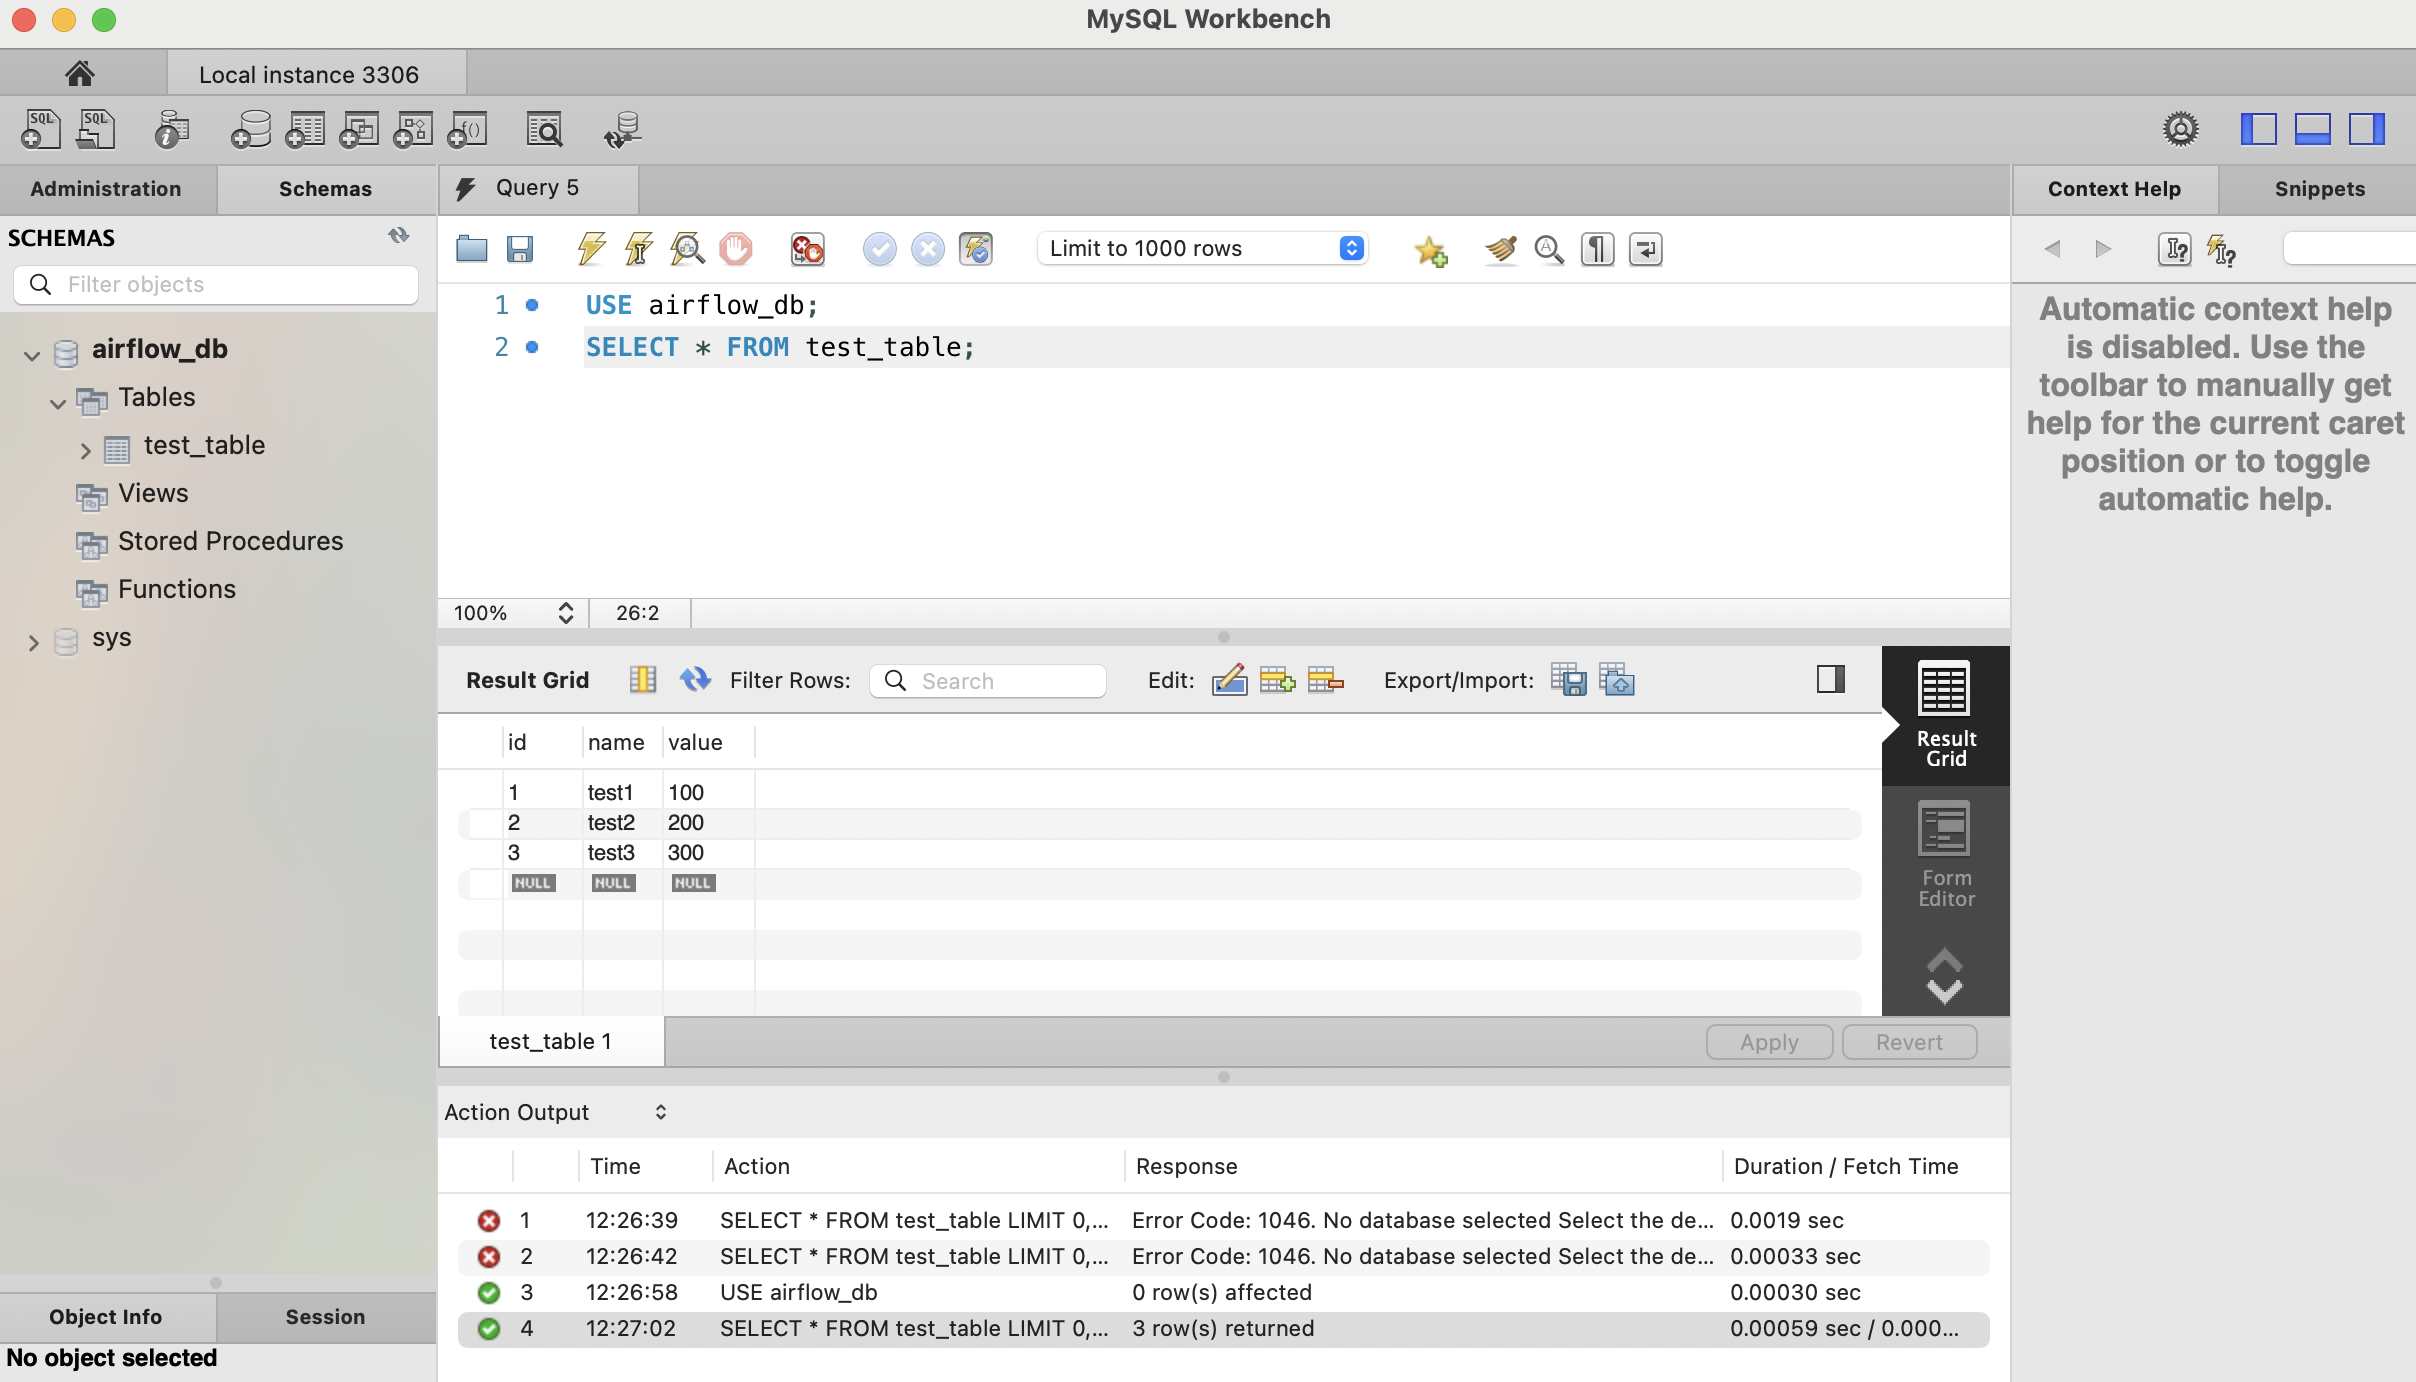 MySQL Workbench
Local instance 3306
SQL SQL
Administration Schemas
Query 5
Context Help Snippets
SCHEMAS
Filter objects
Limit to 1000 rows
1 USE airflow_db;
2 SELECT * FROM test_table;
airflow_db
Tables
test_table
Views
Stored Procedures
Functions
sys
Automatic context help
is disabled. Use the
toolbar to manually get
help for the current caret
position or to toggle
automatic help.
100% 26:2
Result Grid Filter Rows: Search Edit: Export/Import:
id name value
1 test1 100
2 test2 200
3 test3 300
NULL NULL NULL
Result
Grid
Form
Editor
test_table 1
Apply Revert
Action Output
Time Action Response Duration / Fetch Time
1 12:26:39 SELECT * FROM test_table LIMIT 0,... Error Code: 1046. No database selected Select the de... 0.0019 sec
2 12:26:42 SELECT * FROM test_table LIMIT 0,... Error Code: 1046. No database selected Select the de... 0.00033 sec
3 12:26:58 USE airflow_db 0 row(s) affected 0.00030 sec
4 12:27:02 SELECT * FROM test_table LIMIT 0,... 3 row(s) returned 0.00059 sec / 0.000...
Object Info Session
No object selected